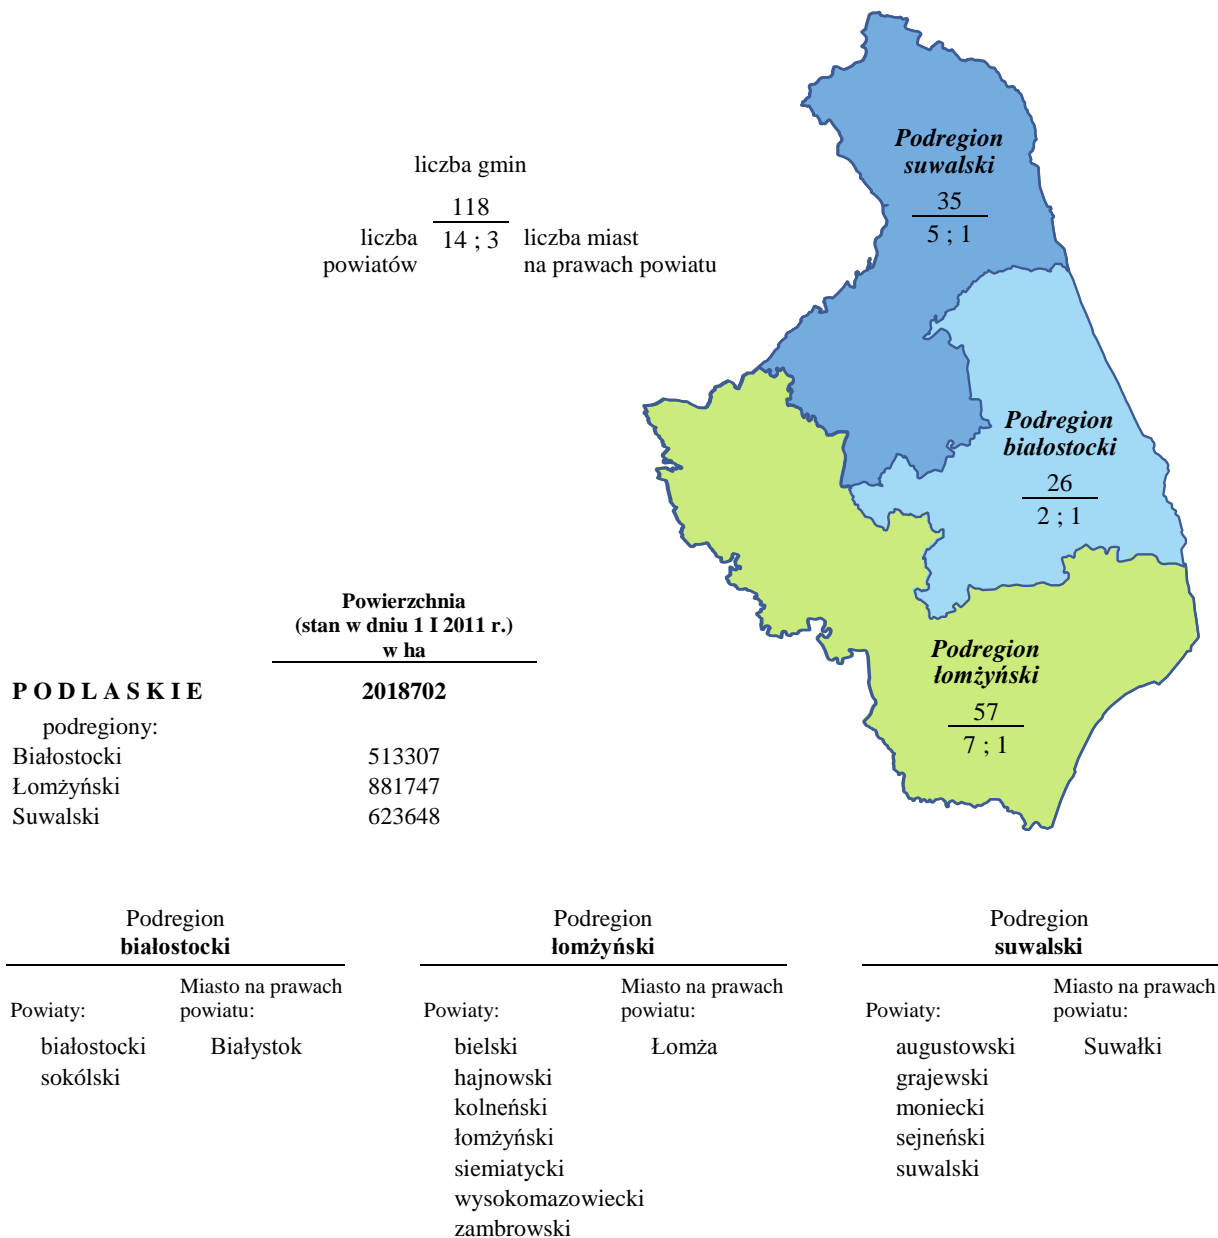 liczba gmin
118
14 ; 3
liczba
powiatów
liczba miast
na prawach powiatu
Podregion
suwalski
35
5 ; 1
Podregion
białostocki
26
2 ; 1
Podregion
łomżyński
57
7 ; 1
Powierzchnia
(stan w dniu 1 I 2011 r.)
w ha
P O D L A S K I E 2018702
podregiony:
Białostocki 513307
Łomżyński 881747
Suwalski 623648
Podregion
białostocki
Powiaty:
Miasto na prawach
powiatu:
białostocki Białystok
sokólski
Podregion
łomżyński
Powiaty:
Miasto na prawach
powiatu:
bielski Łomża
hajnowski
kolneński
łomżyński
siemiatycki
wysokomazowiecki
zambrowski
Podregion
suwalski
Powiaty:
Miasto na prawach
powiatu:
augustowski Suwałki
grajewski
moniecki
sejneński
suwalski